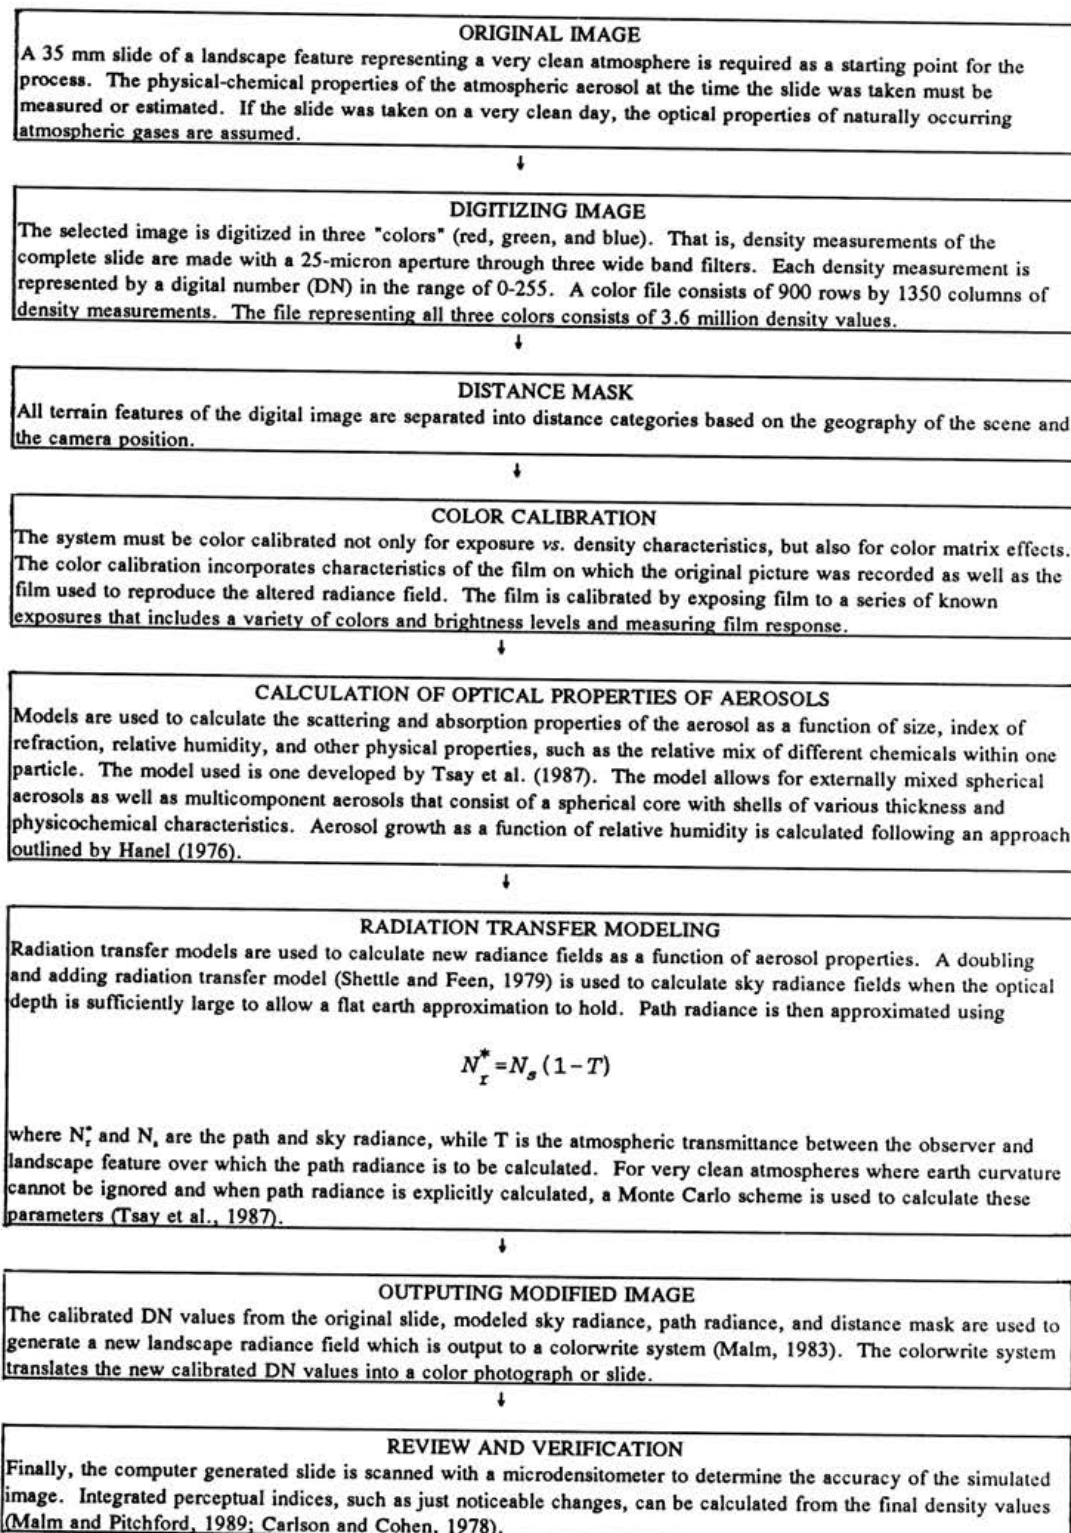 ORIGINAL IMAGE
A 35 mm slide of a landscape feature representing a very clean atmosphere is required as a starting point for the
process. The physical-chemical properties of the atmospheric aerosol at the time the slide was taken must be
measured or estimated. If the slide was taken on a very clean day, the optical properties of naturally occurring
atmospheric gases are assumed.
↓
DIGITIZING IMAGE
The selected image is digitized in three "colors" (red, green, and blue). That is, density measurements of the
complete slide are made with a 25-micron aperture through three wide band filters. Each density measurement is
represented by a digital number (DN) in the range of 0-255. A color file consists of 900 rows by 1350 columns of
density measurements. The file representing all three colors consists of 3.6 million density values.
↓
DISTANCE MASK
All terrain features of the digital image are separated into distance categories based on the geography of the scene and
the camera position.
↓
COLOR CALIBRATION
The system must be color calibrated not only for exposure vs. density characteristics, but also for color matrix effects.
The color calibration incorporates characteristics of the film on which the original picture was recorded as well as the
film used to reproduce the altered radiance field. The film is calibrated by exposing film to a series of known
exposures that includes a variety of colors and brightness levels and measuring film response.
↓
CALCULATION OF OPTICAL PROPERTIES OF AEROSOLS
Models are used to calculate the scattering and absorption properties of the aerosol as a function of size, index of
refraction, relative humidity, and other physical properties, such as the relative mix of different chemicals within one
particle. The model used is one developed by Tsay et al. (1987). The model allows for externally mixed spherical
aerosols as well as multicomponent aerosols that consist of a spherical core with shells of various thickness and
physicochemical characteristics. Aerosol growth as a function of relative humidity is calculated following an approach
outlined by Hanel (1976).
↓
RADIATION TRANSFER MODELING
Radiation transfer models are used to calculate new radiance fields as a function of aerosol properties. A doubling
and adding radiation transfer model (Shettle and Feen, 1979) is used to calculate sky radiance fields when the optical
depth is sufficiently large to allow a flat earth approximation to hold. Path radiance is then approximated using
N*r=Ns(1-T)
where N*r and Ns are the path and sky radiance, while T is the atmospheric transmittance between the observer and
landscape feature over which the path radiance is to be calculated. For very clean atmospheres where earth curvature
cannot be ignored and when path radiance is explicitly calculated, a Monte Carlo scheme is used to calculate these
parameters (Tsay et al., 1987).
↓
OUTPUTING MODIFIED IMAGE
The calibrated DN values from the original slide, modeled sky radiance, path radiance, and distance mask are used to
generate a new landscape radiance field which is output to a colorwrite system (Malm, 1983). The colorwrite system
translates the new calibrated DN values into a color photograph or slide.
↓
REVIEW AND VERIFICATION
Finally, the computer generated slide is scanned with a microdensitometer to determine the accuracy of the simulated
image. Integrated perceptual indices, such as just noticeable changes, can be calculated from the final density values
(Malm and Pitchford, 1989; Carlson and Cohen, 1978).